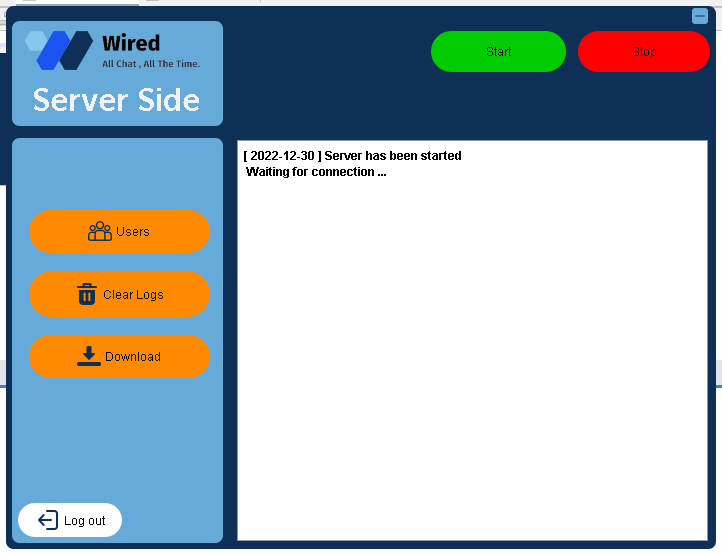 Wired
All Chat , All The Time.
Server Side
Start
Stop
[ 2022-12-30 ] Server has been started
Waiting for connection ...
Users
Clear Logs
Download
Log out